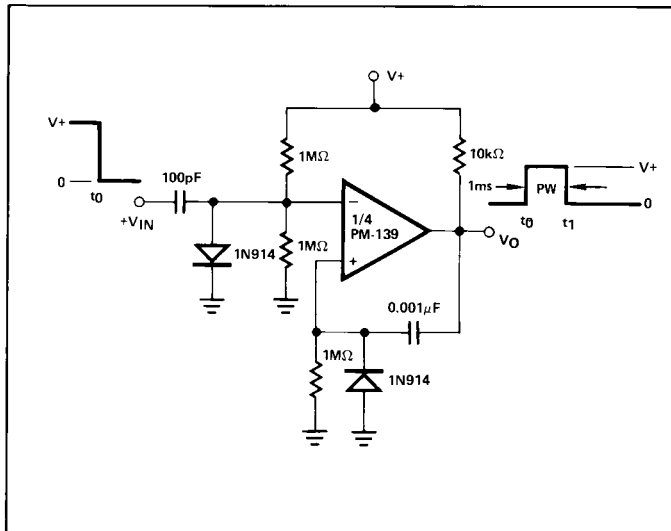 V+
V+
0
t0
+VIN
100pF
1N914
1MΩ
1MΩ
1/4
PM-139
−
+
10kΩ
1ms
PW
V+
0
t0
t1
VO
0.001μF
1MΩ
1N914